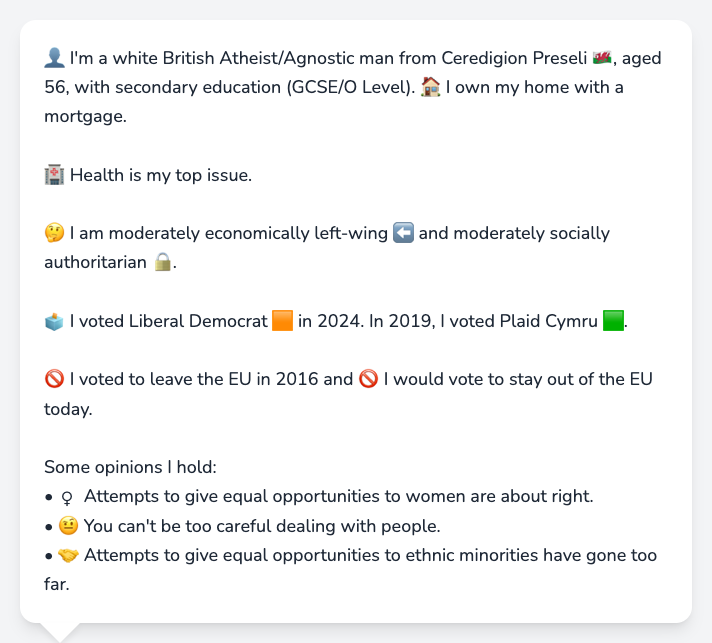 👤 I'm a white British Atheist/Agnostic man from Ceredigion Preseli 🏴󠁧󠁢󠁷󠁬󠁳󠁿, aged
56, with secondary education (GCSE/O Level). 🏠 I own my home with a
mortgage.
🏥 Health is my top issue.
🤔 I am moderately economically left-wing ⬅️ and moderately socially
authoritarian 🔒.
🗳️ I voted Liberal Democrat 🟧 in 2024. In 2019, I voted Plaid Cymru 🟩.
🚫 I voted to leave the EU in 2016 and 🚫 I would vote to stay out of the EU
today.
Some opinions I hold:
• ♀ Attempts to give equal opportunities to women are about right.
• 🤨 You can't be too careful dealing with people.
• 🤝 Attempts to give equal opportunities to ethnic minorities have gone too
far.